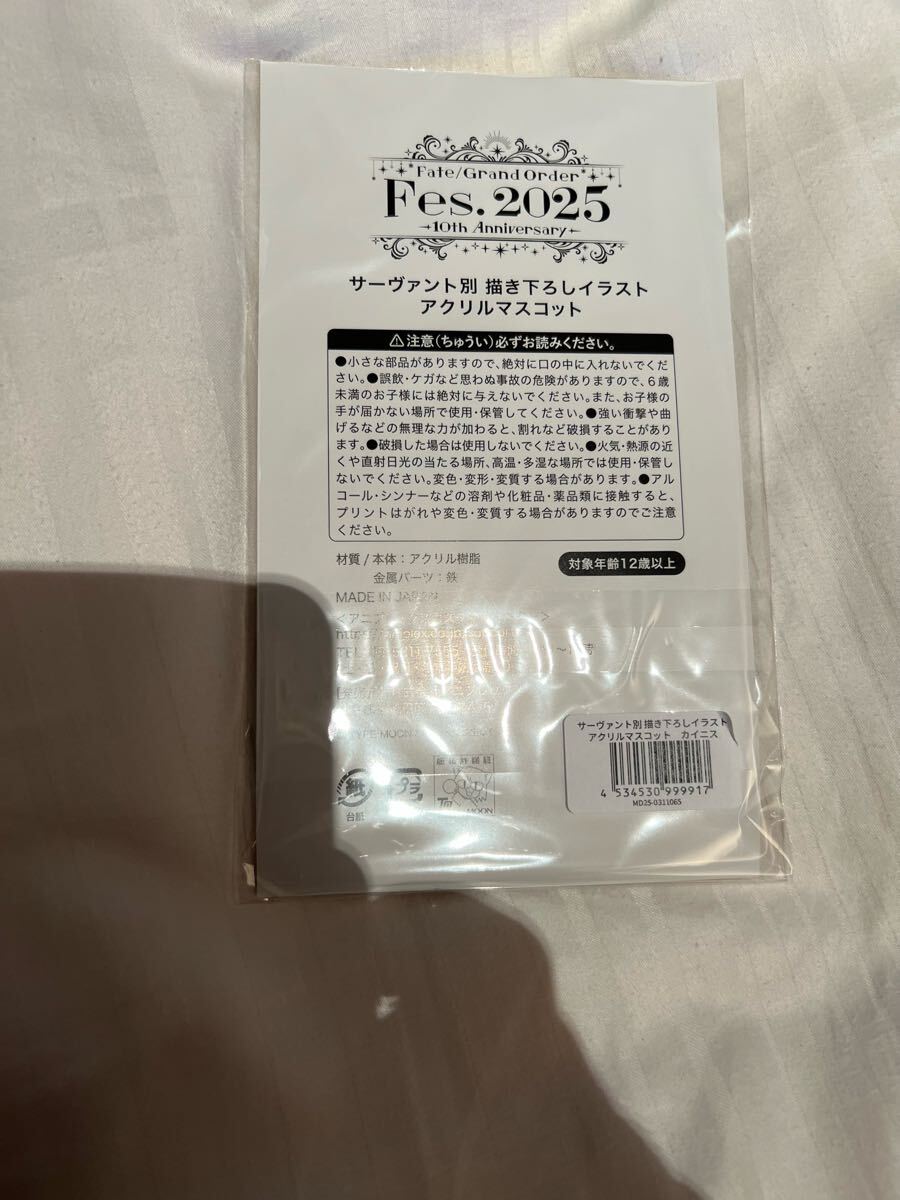 Fate/Grand Order
Fes. 2025
10th Anniversary
サーヴァント別 描き下ろしイラスト
アクリルマスコット
⚠注意（ちゅうい）必ずお読みください。
●小さな部品がありますので、絶対に口の中に入れないでくだ
さい。●誤飲・ケガなど思わぬ事故の危険がありますので、6歳
未満のお子様には絶対に与えないでください。また、お子様の
手が届かない場所で使用・保管してください。●強い衝撃や曲
げるなどの無理な力が加わると、割れなど破損することがあり
ます。●破損した場合は使用しないでください。●火気・熱源の近
くや直射日光の当たる場所、高温・多湿な場所では使用・保管し
ないでください。変色・変形・変質する場合があります。●アル
コール・シンナーなどの溶剤や化粧品・薬品類に接触すると、
プリントはがれや変色・変質する場合がありますのでご注意
ください。
材質 / 本体：アクリル樹脂
金属パーツ：鉄
対象年齢12歳以上
MADE IN JAPAN
TEL
TYPE-MOON
紙
台紙
プラ
版権許諾証
TM
MOON
サーヴァント別 描き下ろしイラスト
アクリルマスコット カイニス
4 534530 999917
MD25-0311065